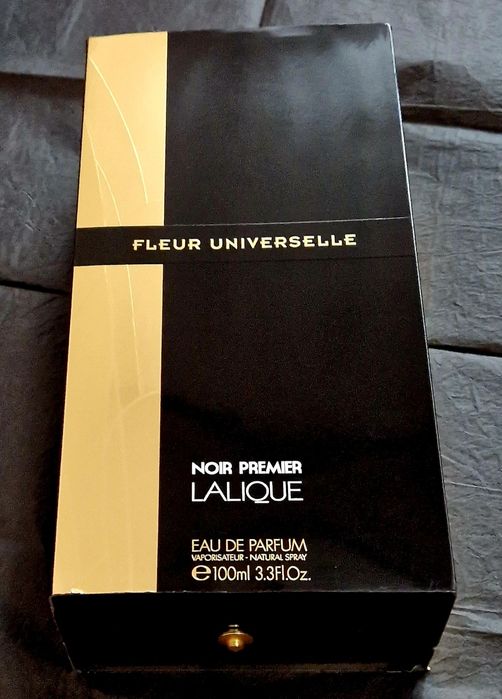 FLEUR UNIVERSELLE
NOIR PREMIER
LALIQUE
EAU DE PARFUM
VAPORISATEUR - NATURAL SPRAY
℮100ml 3.3Fl.Oz.